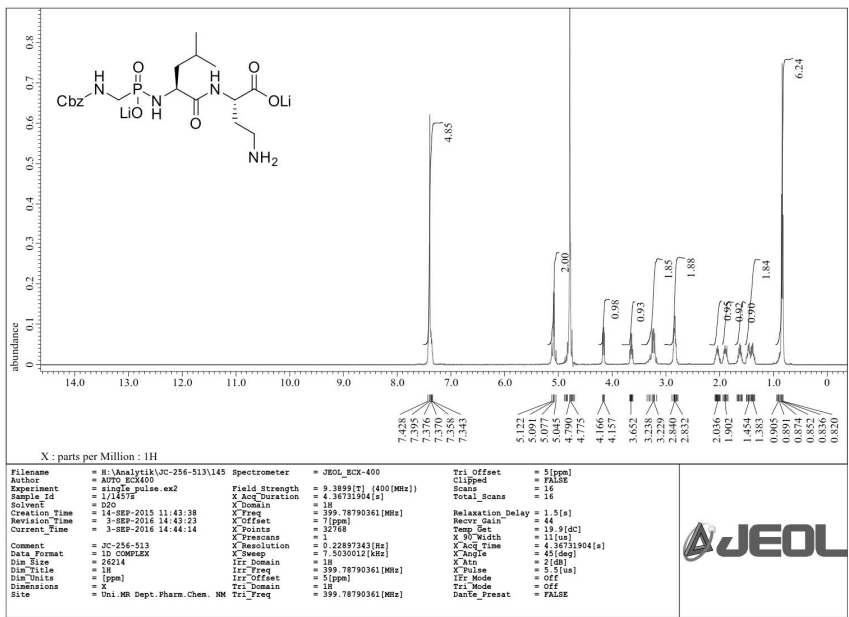 O
Cbz
H
N
P
LiO
N
H
O
H
N
O
OLi
NH2
6.24
4.85
2.00
0.98
0.93
1.85
1.88
0.95
0.92
0.90
1.84
abundance
0 0.1 0.2 0.3 0.4 0.5 0.6 0.7 0.8
14.0 13.0 12.0 11.0 10.0 9.0 8.0 7.0 6.0 5.0 4.0 3.0 2.0 1.0 0
7.428 7.395 7.376 7.370 7.358 7.343 5.122 5.091 5.077 5.045 4.790 4.775 4.166 4.157 3.652 3.238 3.229 2.840 2.832 2.036 1.902 1.454 1.383 0.905 0.891 0.874 0.852 0.836 0.820
X : parts per Million : 1H
Filename = H:\Analytik\JC-256-513\145
Author = AUTO_ECX400
Experiment = single_pulse.ex2
Sample_Id = 1/1457s
Solvent = D2O
Creation_Time = 14-SEP-2015 11:43:38
Revision_Time = 3-SEP-2016 14:43:23
Current_Time = 3-SEP-2016 14:44:14
Comment = JC-256-513
Data_Format = 1D COMPLEX
Dim_Size = 26214
Dim_Title = 1H
Dim_Units = [ppm]
Dimensions = X
Site = Uni.MR Dept.Pharm.Chem. NM
Spectrometer = JEOL_ECX-400
Field_Strength = 9.3899[T] (400[MHz])
X_Acq_Duration = 4.36731904[s]
X_Domain = 1H
X_Freq = 399.78790361[MHz]
X_Offset = 7[ppm]
X_Points = 32768
X_Prescans = 1
X_Resolution = 0.22897343[Hz]
X_Sweep = 7.5030012[kHz]
Irr_Domain = 1H
Irr_Freq = 399.78790361[MHz]
Irr_Offset = 5[ppm]
Tri_Domain = 1H
Tri_Freq = 399.78790361[MHz]
Tri_Offset = 5[ppm]
Clipped = FALSE
Scans = 16
Total_Scans = 16
Relaxation_Delay = 1.5[s]
Recvr_Gain = 44
Temp_Get = 19.9[dC]
X_90_Width = 11[us]
X_Acq_Time = 4.36731904[s]
X_Angle = 45[deg]
X_Atn = 2[dB]
X_Pulse = 5.5[us]
Irr_Mode = Off
Tri_Mode = Off
Dante_Presat = FALSE
JEOL